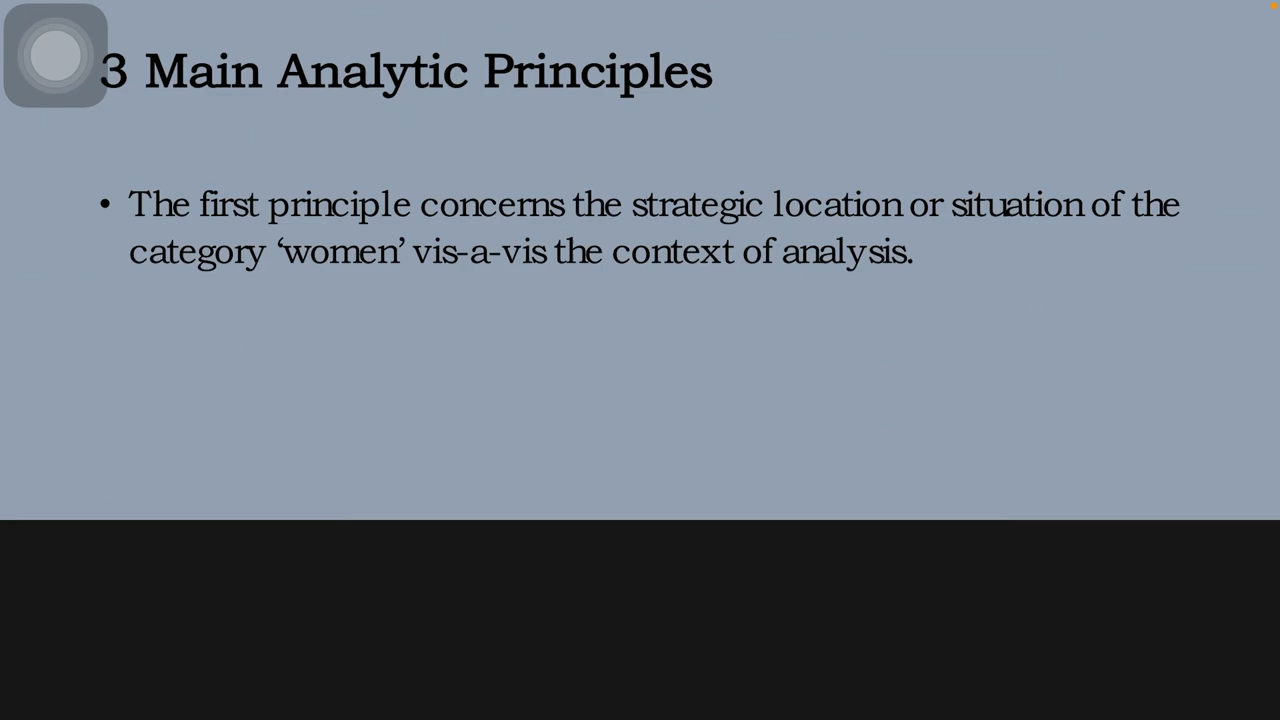 3 Main Analytic Principles
• The first principle concerns the strategic location or situation of the
category ‘women’ vis-a-vis the context of analysis.